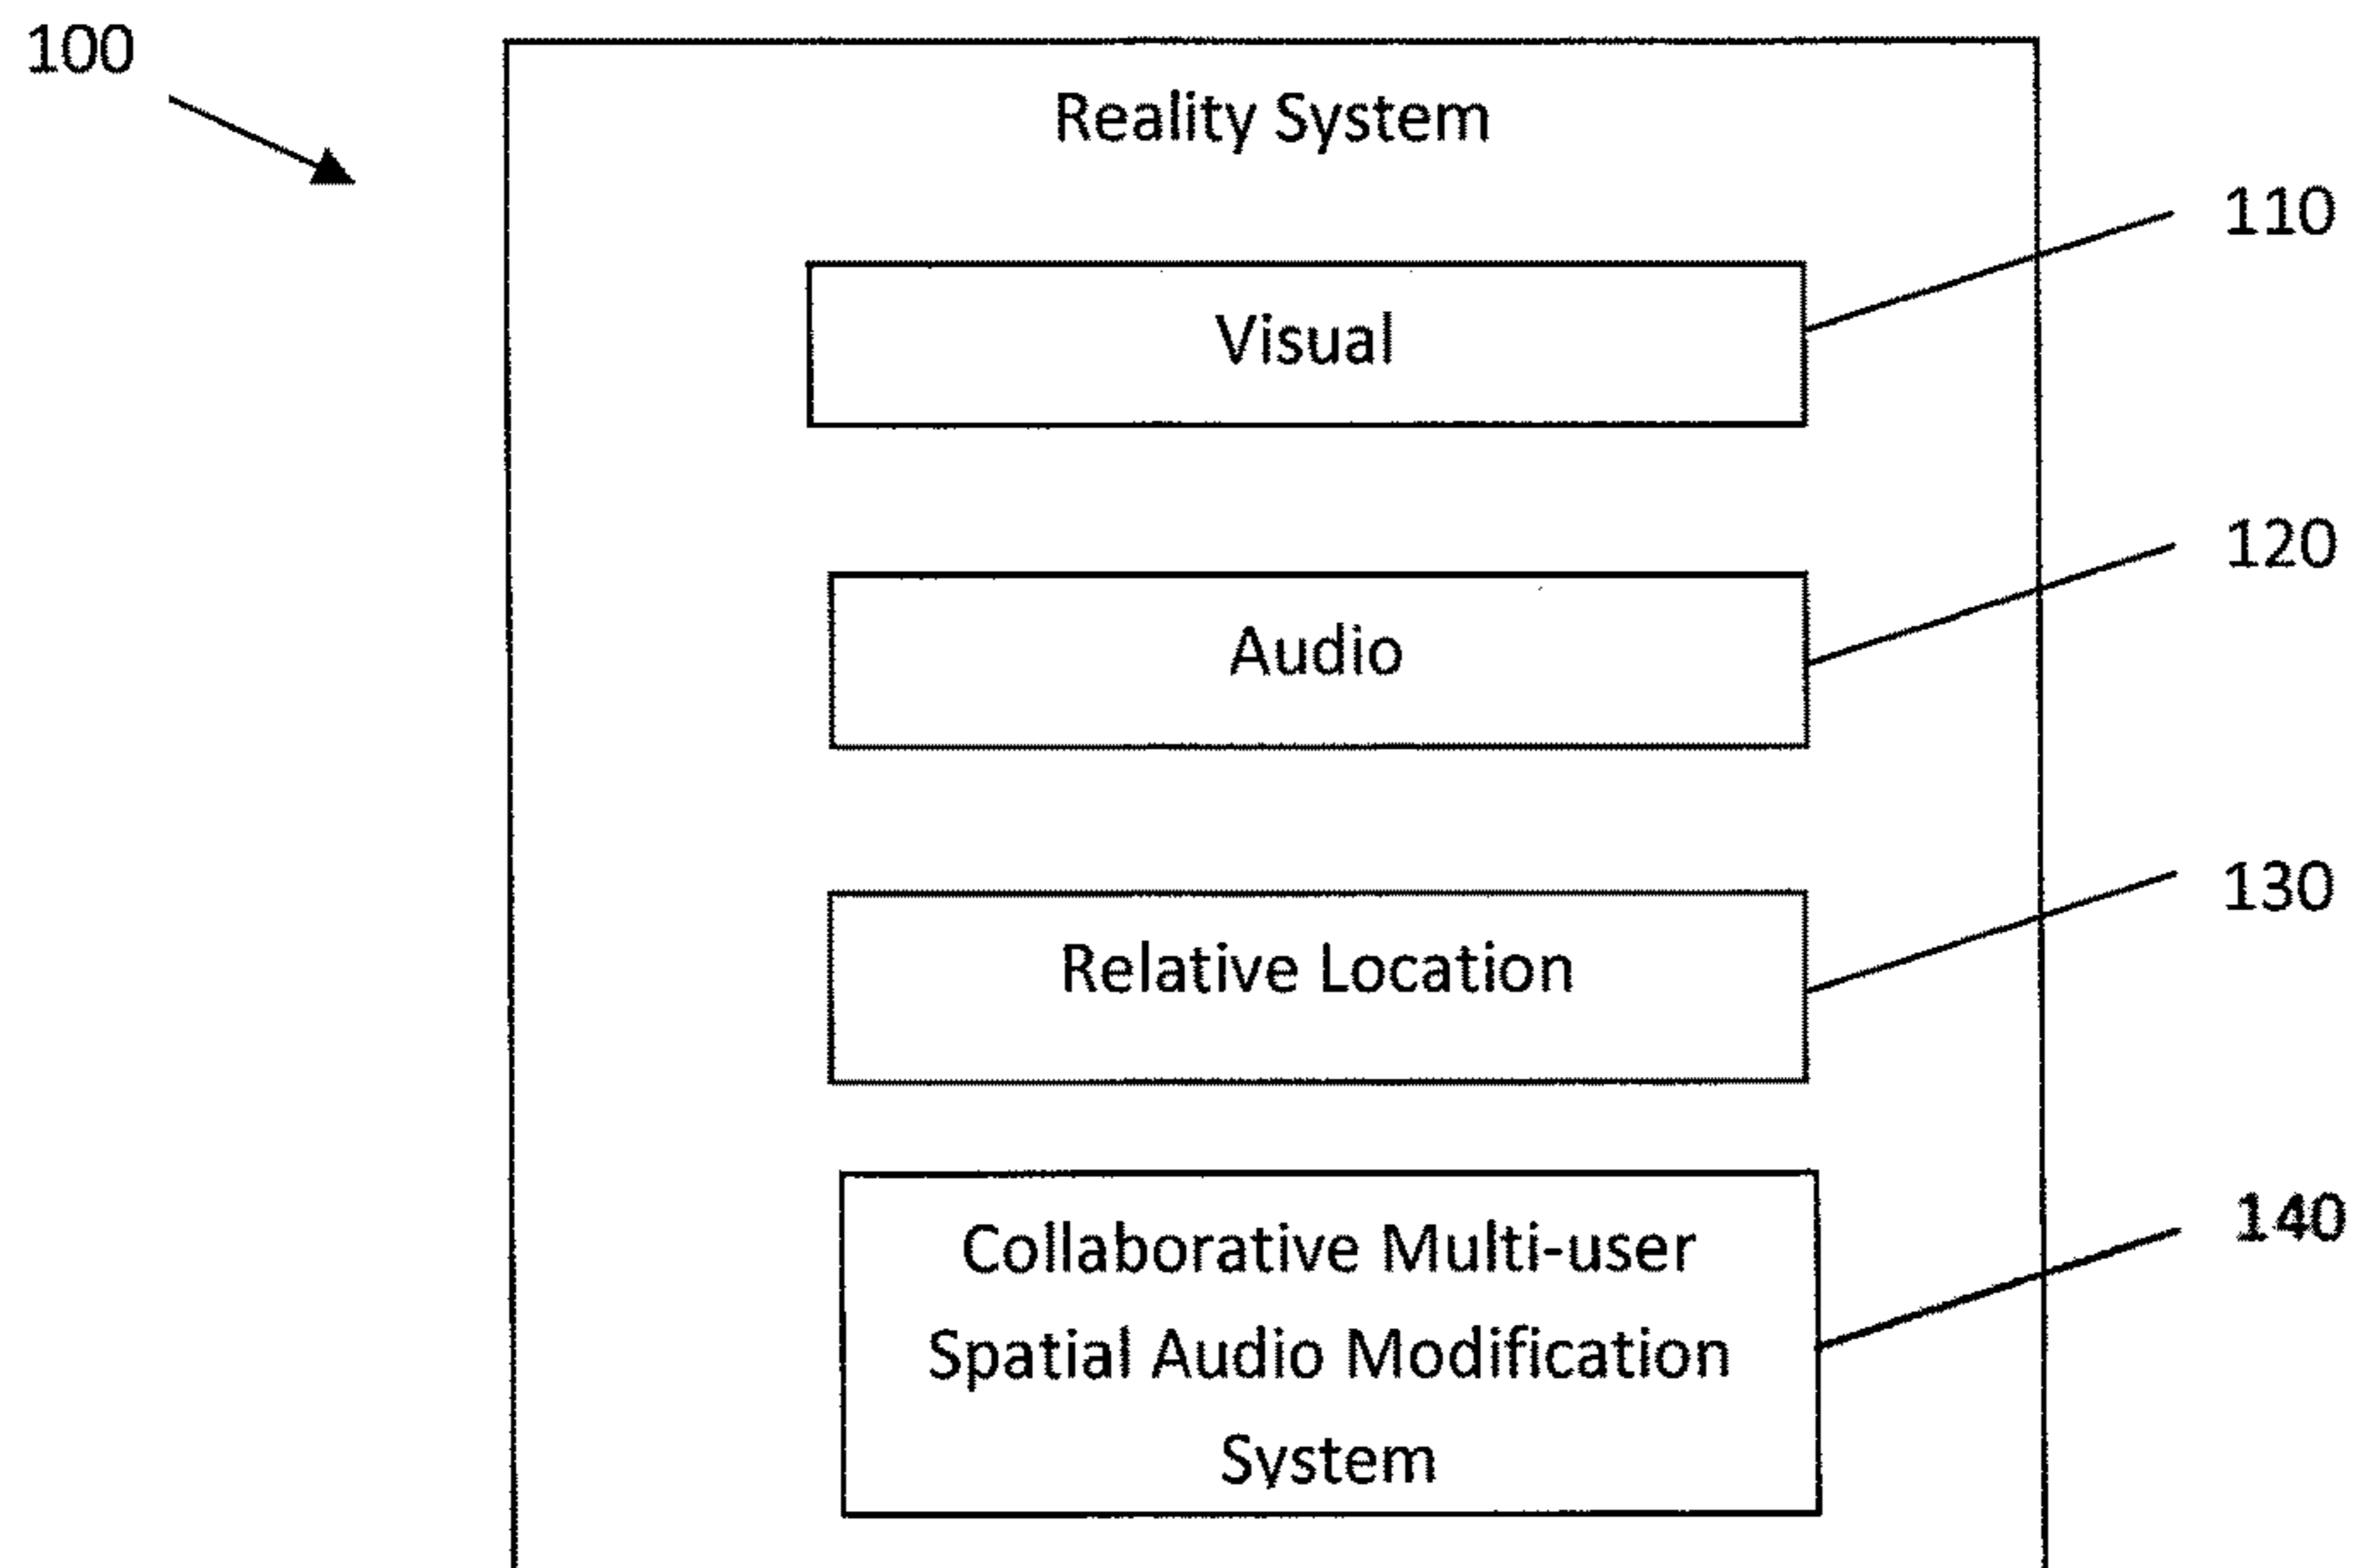 100
Reality System
110
Visual
120
Audio
130
Relative Location
140
Collaborative Multi-user
Spatial Audio Modification
System